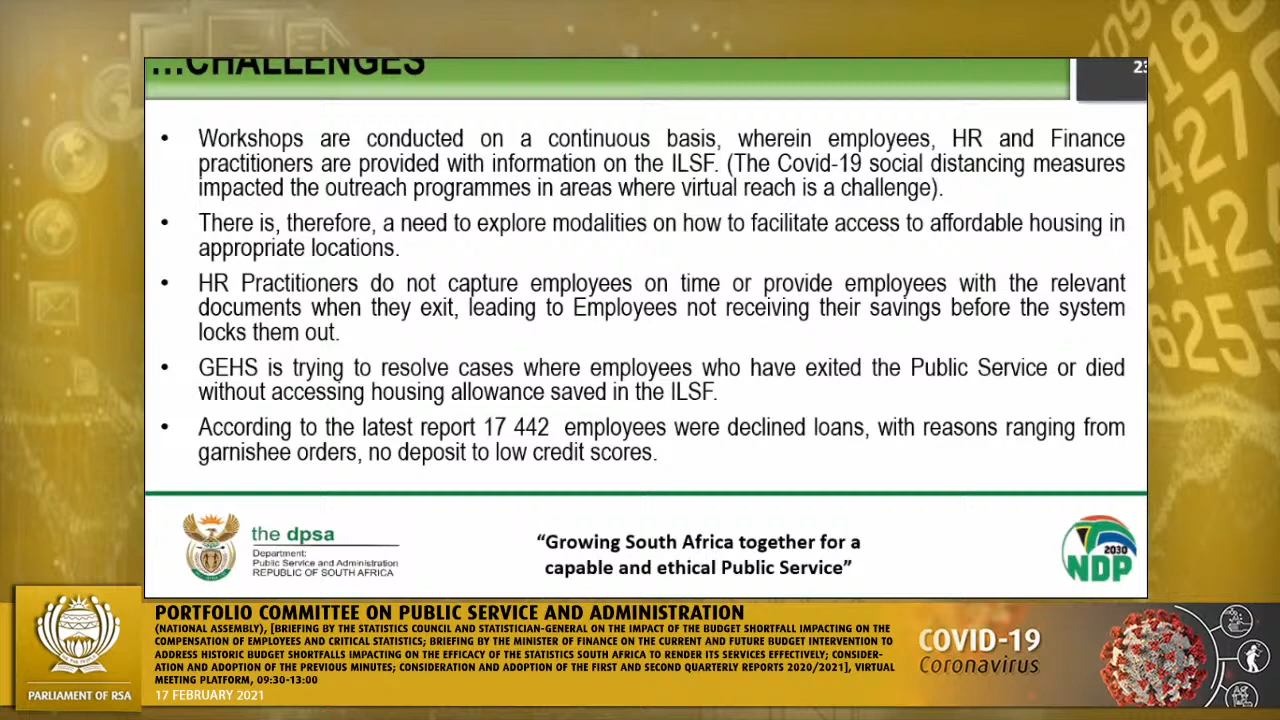 ...CHALLENGES
23
• Workshops are conducted on a continuous basis, wherein employees, HR and Finance
practitioners are provided with information on the ILSF. (The Covid-19 social distancing measures
impacted the outreach programmes in areas where virtual reach is a challenge).
• There is, therefore, a need to explore modalities on how to facilitate access to affordable housing in
appropriate locations.
• HR Practitioners do not capture employees on time or provide employees with the relevant
documents when they exit, leading to Employees not receiving their savings before the system
locks them out.
• GEHS is trying to resolve cases where employees who have exited the Public Service or died
without accessing housing allowance saved in the ILSF.
• According to the latest report 17 442 employees were declined loans, with reasons ranging from
garnishee orders, no deposit to low credit scores.
the dpsa
Department:
Public Service and Administration
REPUBLIC OF SOUTH AFRICA
“Growing South Africa together for a
capable and ethical Public Service”
2030
NDP
PARLIAMENT OF RSA
PORTFOLIO COMMITTEE ON PUBLIC SERVICE AND ADMINISTRATION
(NATIONAL ASSEMBLY), [BRIEFING BY THE STATISTICS COUNCIL AND STATISTICIAN-GENERAL ON THE IMPACT OF THE BUDGET SHORTFALL IMPACTING ON THE
COMPENSATION OF EMPLOYEES AND CRITICAL STATISTICS; BRIEFING BY THE MINISTER OF FINANCE ON THE CURRENT AND FUTURE BUDGET INTERVENTION TO
ADDRESS HISTORIC BUDGET SHORTFALLS IMPACTING ON THE EFFICACY OF THE STATISTICS SOUTH AFRICA TO RENDER ITS SERVICES EFFECTIVELY; CONSIDER-
ATION AND ADOPTION OF THE PREVIOUS MINUTES; CONSIDERATION AND ADOPTION OF THE FIRST AND SECOND QUARTERLY REPORTS 2020/2021], VIRTUAL
MEETING PLATFORM, 09:30-13:00
17 FEBRUARY 2021
COVID-19
Coronavirus